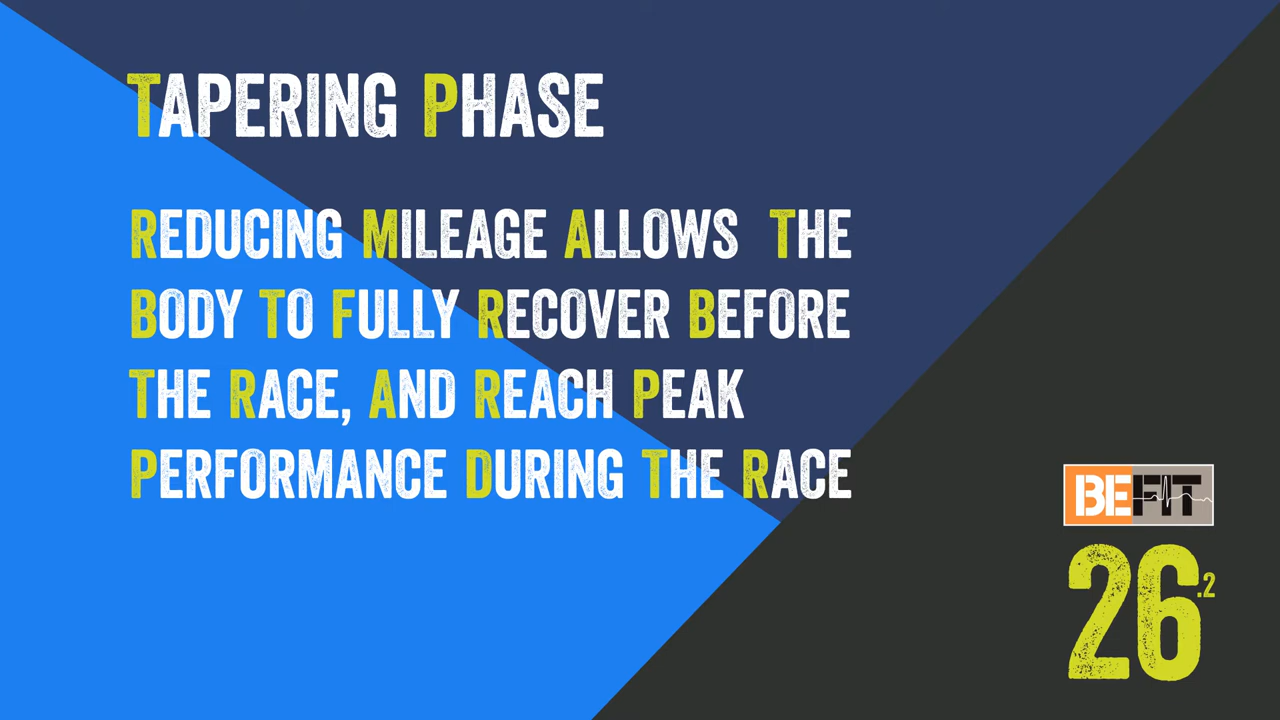 Tapering Phase
Reducing Mileage Allows The
Body To Fully Recover Before
The Race, And Reach Peak
Performance During The Race
BEFIT
26.2